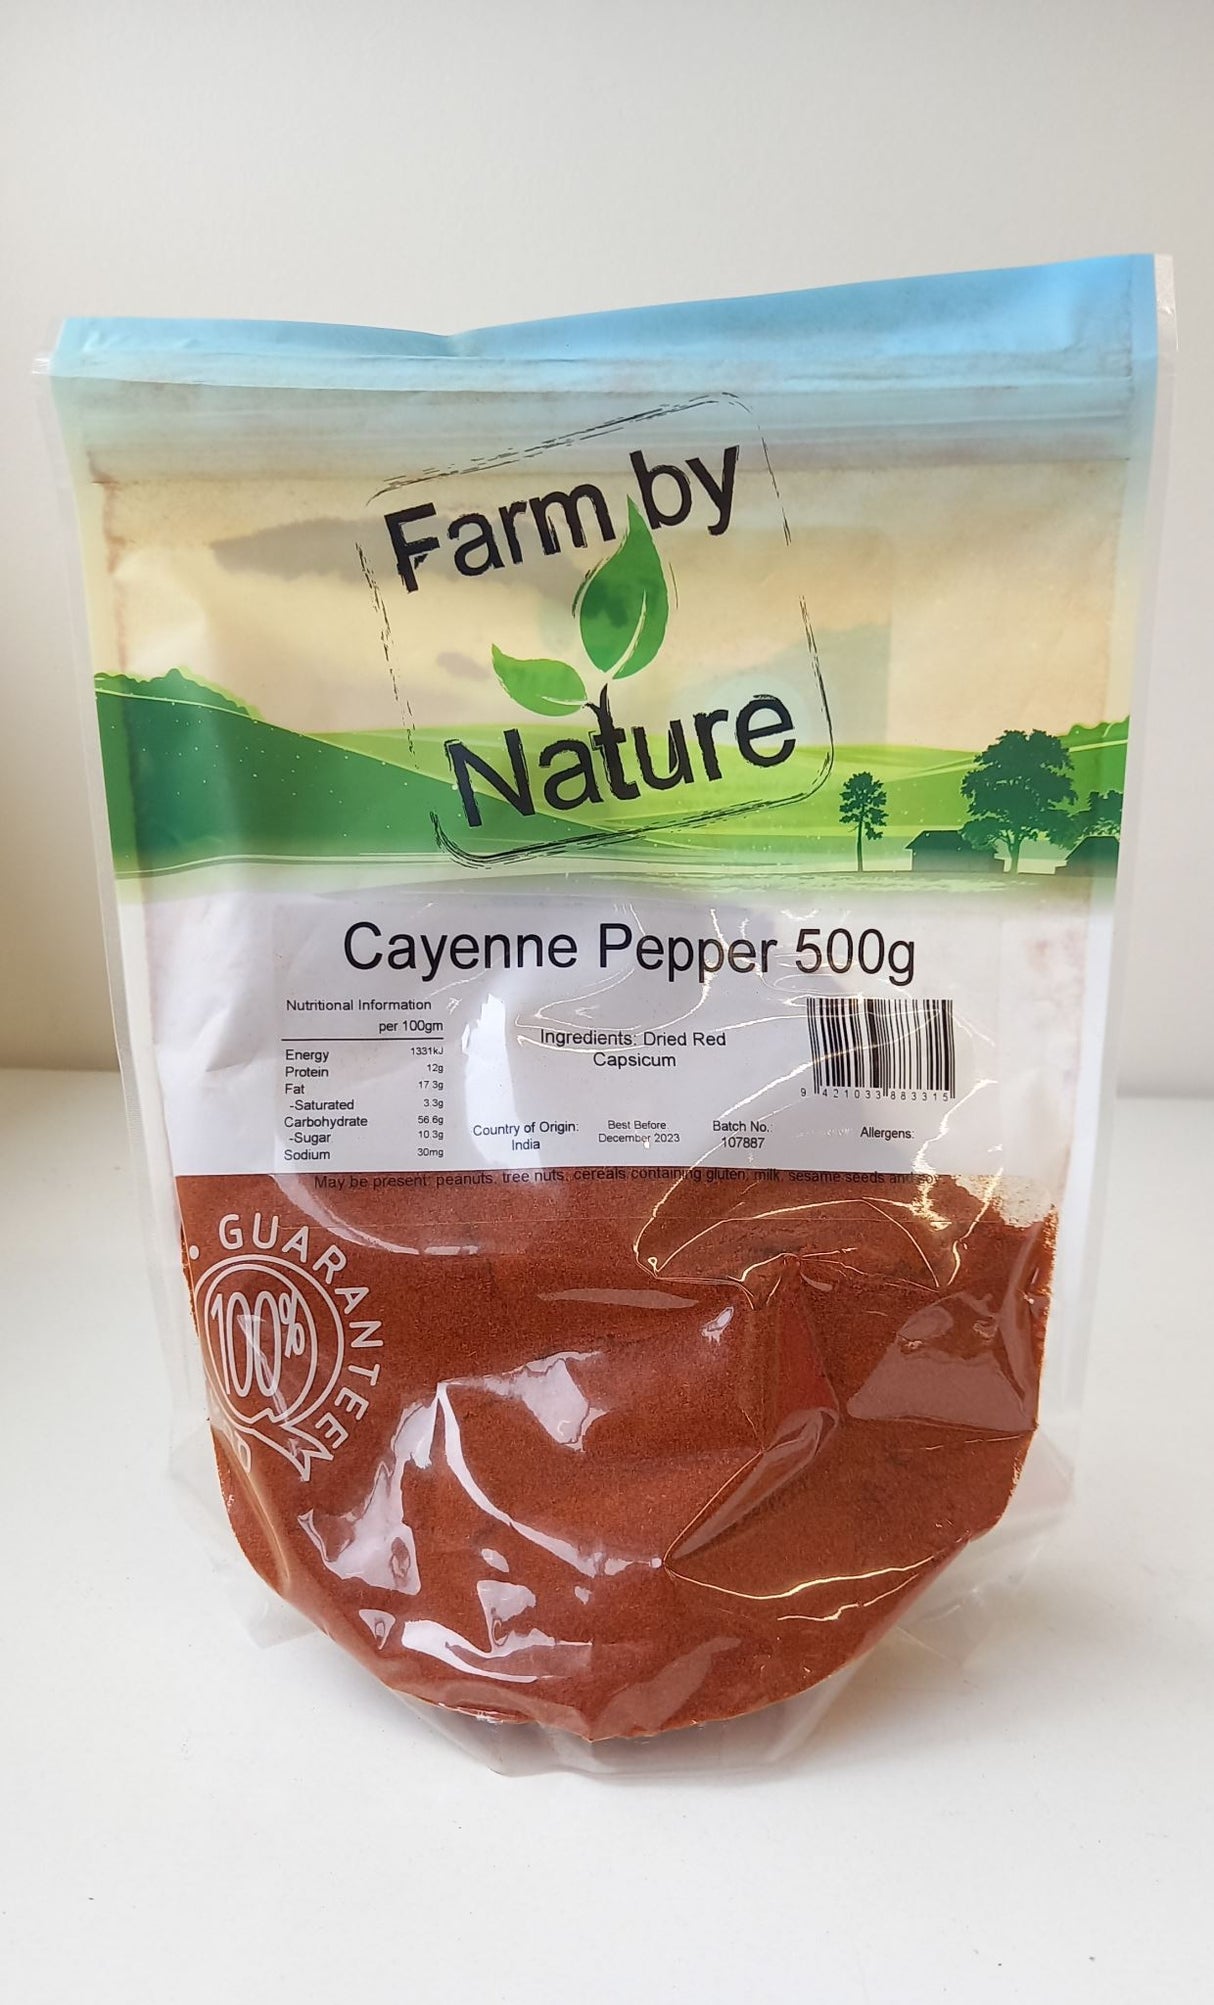 Farm by
Nature
Cayenne Pepper 500g
Nutritional Information
per 100gm
Energy 1331kJ
Protein 12g
Fat 17.3g
-Saturated 3.3g
Carbohydrate 56.6g
-Sugar 10.3g
Sodium 30mg
Ingredients: Dried Red
Capsicum
9 421033 883315
Country of Origin:
India
Best Before
December 2023
Batch No.:
107887
Allergens:
May be present: peanuts, tree nuts, cereals containing gluten, milk, sesame seeds and
GUARANTEED
100%